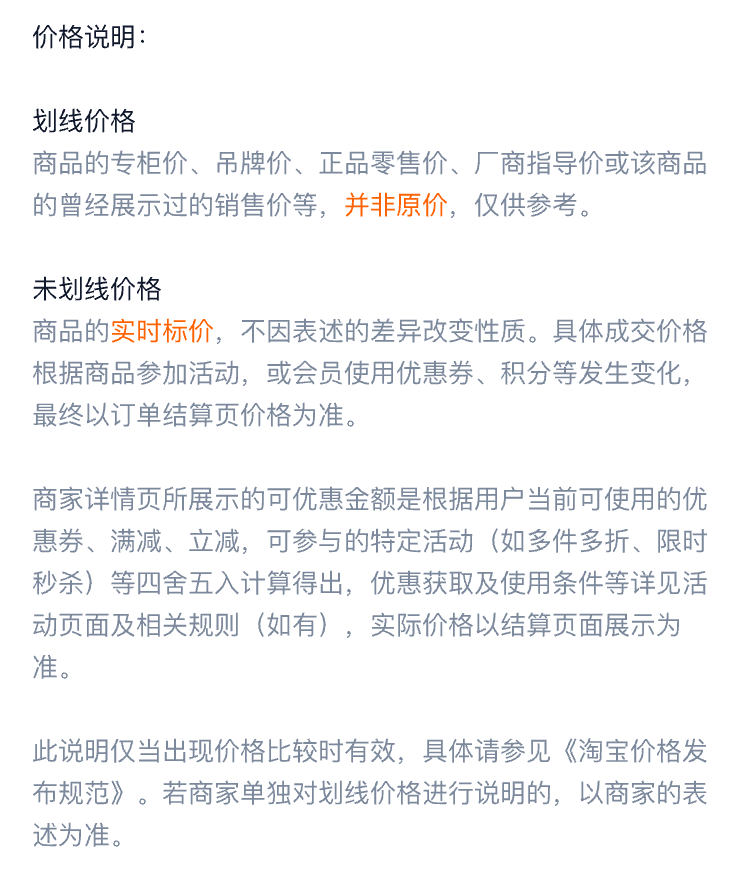 价格说明：
划线价格
商品的专柜价、吊牌价、正品零售价、厂商指导价或该商品
的曾经展示过的销售价等，并非原价，仅供参考。
未划线价格
商品的实时标价，不因表述的差异改变性质。具体成交价格
根据商品参加活动，或会员使用优惠券、积分等发生变化，
最终以订单结算页价格为准。
商家详情页所展示的可优惠金额是根据用户当前可使用的优
惠券、满减、立减，可参与的特定活动（如多件多折、限时
秒杀）等四舍五入计算得出，优惠获取及使用条件等详见活
动页面及相关规则（如有），实际价格以结算页面展示为
准。
此说明仅当出现价格比较时有效，具体请参见《淘宝价格发
布规范》。若商家单独对划线价格进行说明的，以商家的表
述为准。